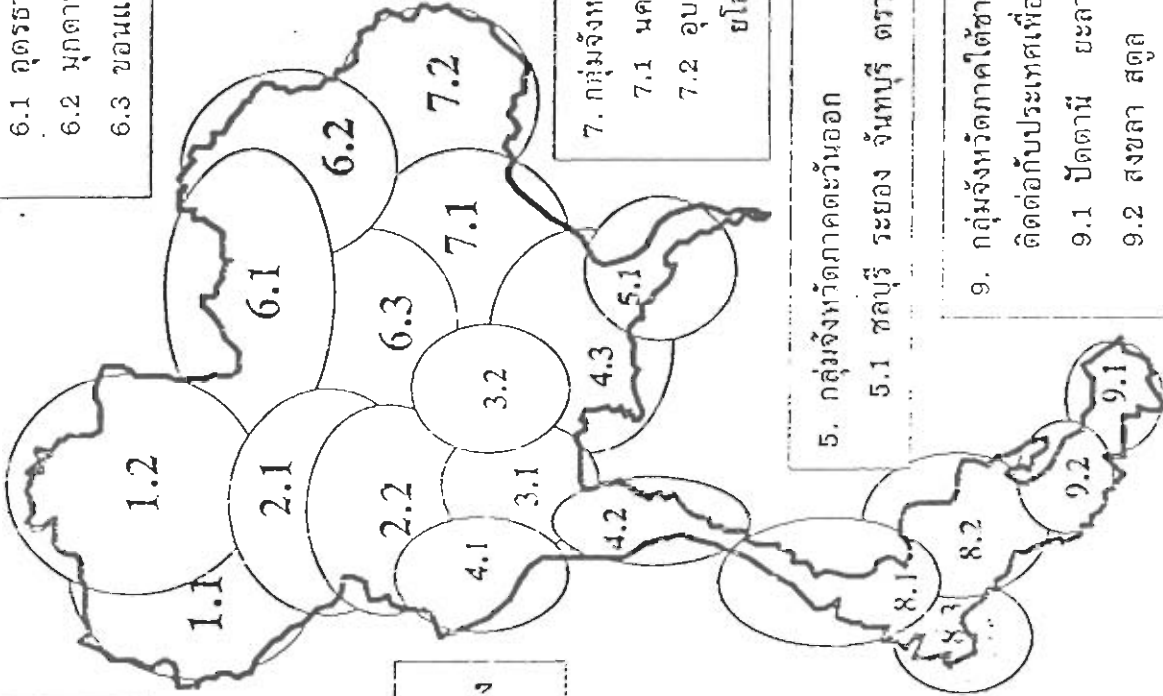 6.1 อุดรธา
6.2 มุกดา
6.3 ขอนแ
7. กลุ่มจังห
7.1 นค
7.2 อุบ
ยโ
5. กลุ่มจังหวัดภาคตะวันออก
5.1 ชลบุรี ระยอง จันทบุรี ตรา
9. กลุ่มจังหวัดภาคใต้ชา
ติดต่อกับประเทศเพื่อ
9.1 ปัตตานี ยะลา
9.2 สงขลา สตูล
1.2
1.1
2.1
2.2
6.1
6.2
7.2
6.3
7.1
3.2
3.1
4.1
4.2
4.3
5.1
8.1
8.2
9.2
9.1